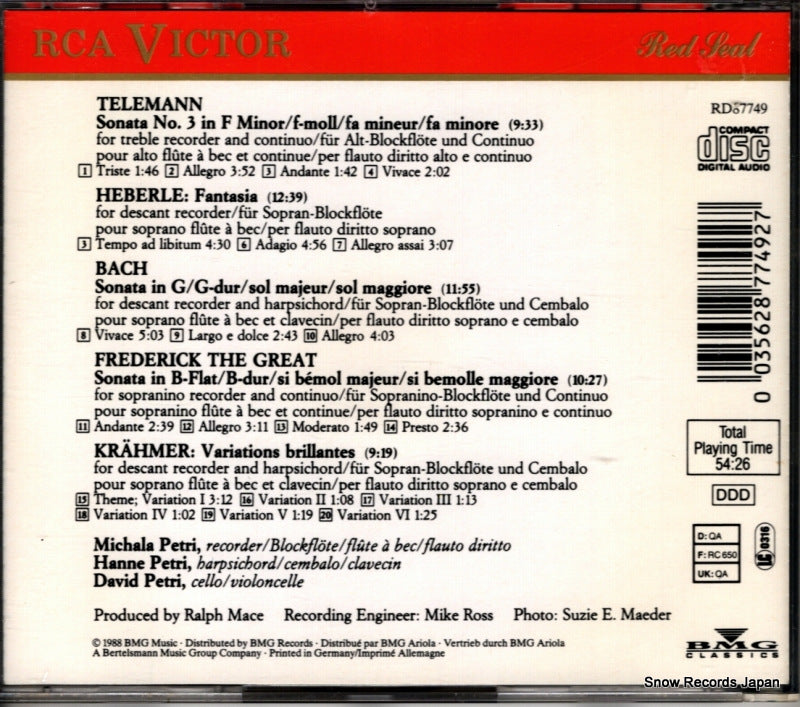 RCA VICTOR
Red Seal
RD87749
COMPACT
disc
DIGITAL AUDIO
TELEMANN
Sonata No. 3 in F Minor/f-moll/fa mineur/fa minore (9:33)
for treble recorder and continuo/für Alt-Blockflöte und Continuo
pour alto flûte à bec et continue/per flauto diritto alto e continuo
1 Triste 1:46 2 Allegro 3:52 3 Andante 1:42 4 Vivace 2:02
HEBERLE: Fantasia (12:39)
for descant recorder/für Sopran-Blockflöte
pour soprano flûte à bec/per flauto diritto soprano
5 Tempo ad libitum 4:30 6 Adagio 4:56 7 Allegro assai 3:07
BACH
Sonata in G/G-dur/sol majeur/sol maggiore (11:55)
for descant recorder and harpsichord/für Sopran-Blockflöte und Cembalo
pour soprano flûte à bec et clavecin/per flauto diritto soprano e cembalo
8 Vivace 5:03 9 Largo e dolce 2:43 10 Allegro 4:03
FREDERICK THE GREAT
Sonata in B-Flat/B-dur/si bémol majeur/si bemolle maggiore (10:27)
for sopranino recorder and continuo/für Sopranino-Blockflöte und Continuo
pour sopranino flûte à bec et continue/per flauto diritto sopranino e continuo
11 Andante 2:39 12 Allegro 3:11 13 Moderato 1:49 14 Presto 2:36
KRÄHMER: Variations brillantes (9:19)
for descant recorder and harpsichord/für Sopran-Blockflöte und Cembalo
pour soprano flûte à bec et clavecin/per flauto diritto soprano e cembalo
15 Theme; Variation I 3:12 16 Variation II 1:08 17 Variation III 1:13
18 Variation IV 1:02 19 Variation V 1:19 20 Variation VI 1:25
Michala Petri, recorder/Blockflöte/flûte à bec/flauto diritto
Hanne Petri, harpsichord/cembalo/clavecin
David Petri, cello/violoncelle
Produced by Ralph Mace Recording Engineer: Mike Ross Photo: Suzie E. Maeder
© 1988 BMG Music · Distributed by BMG Records · Distribué par BMG Ariola · Vertrieb durch BMG Ariola
A Bertelsmann Music Group Company · Printed in Germany/Imprimé Allemagne
0 035628 774927
Total
Playing Time
54:26
DDD
D: QA
F: RC 650
UK: QA
LC 0316
BMG
CLASSICS
Snow Records Japan